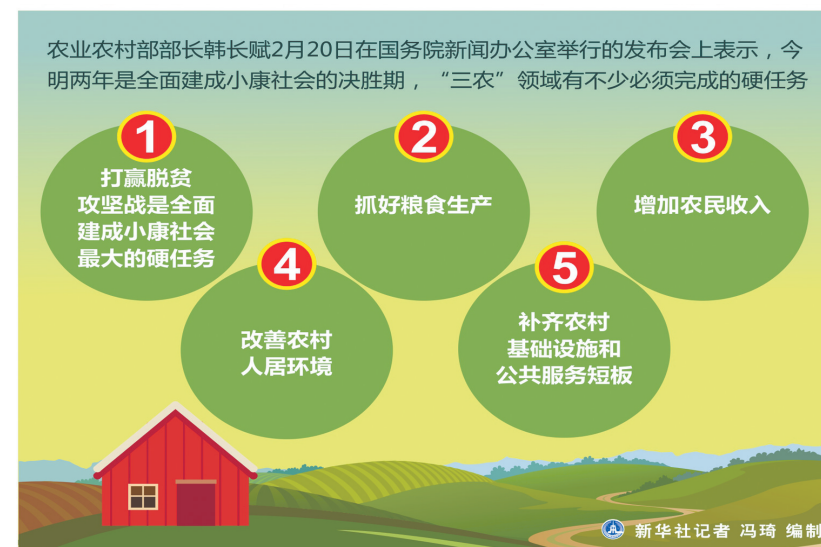 农业农村部部长韩长赋2月20日在国务院新闻办公室举行的发布会上表示，今
明两年是全面建成小康社会的决胜期，“三农”领域有不少必须完成的硬任务
1
打赢脱贫
攻坚战是全面
建成小康社会
最大的硬任务
2
抓好粮食生产
3
增加农民收入
4
改善农村
人居环境
5
补齐农村
基础设施和
公共服务短板
新华社记者 冯琦 编制